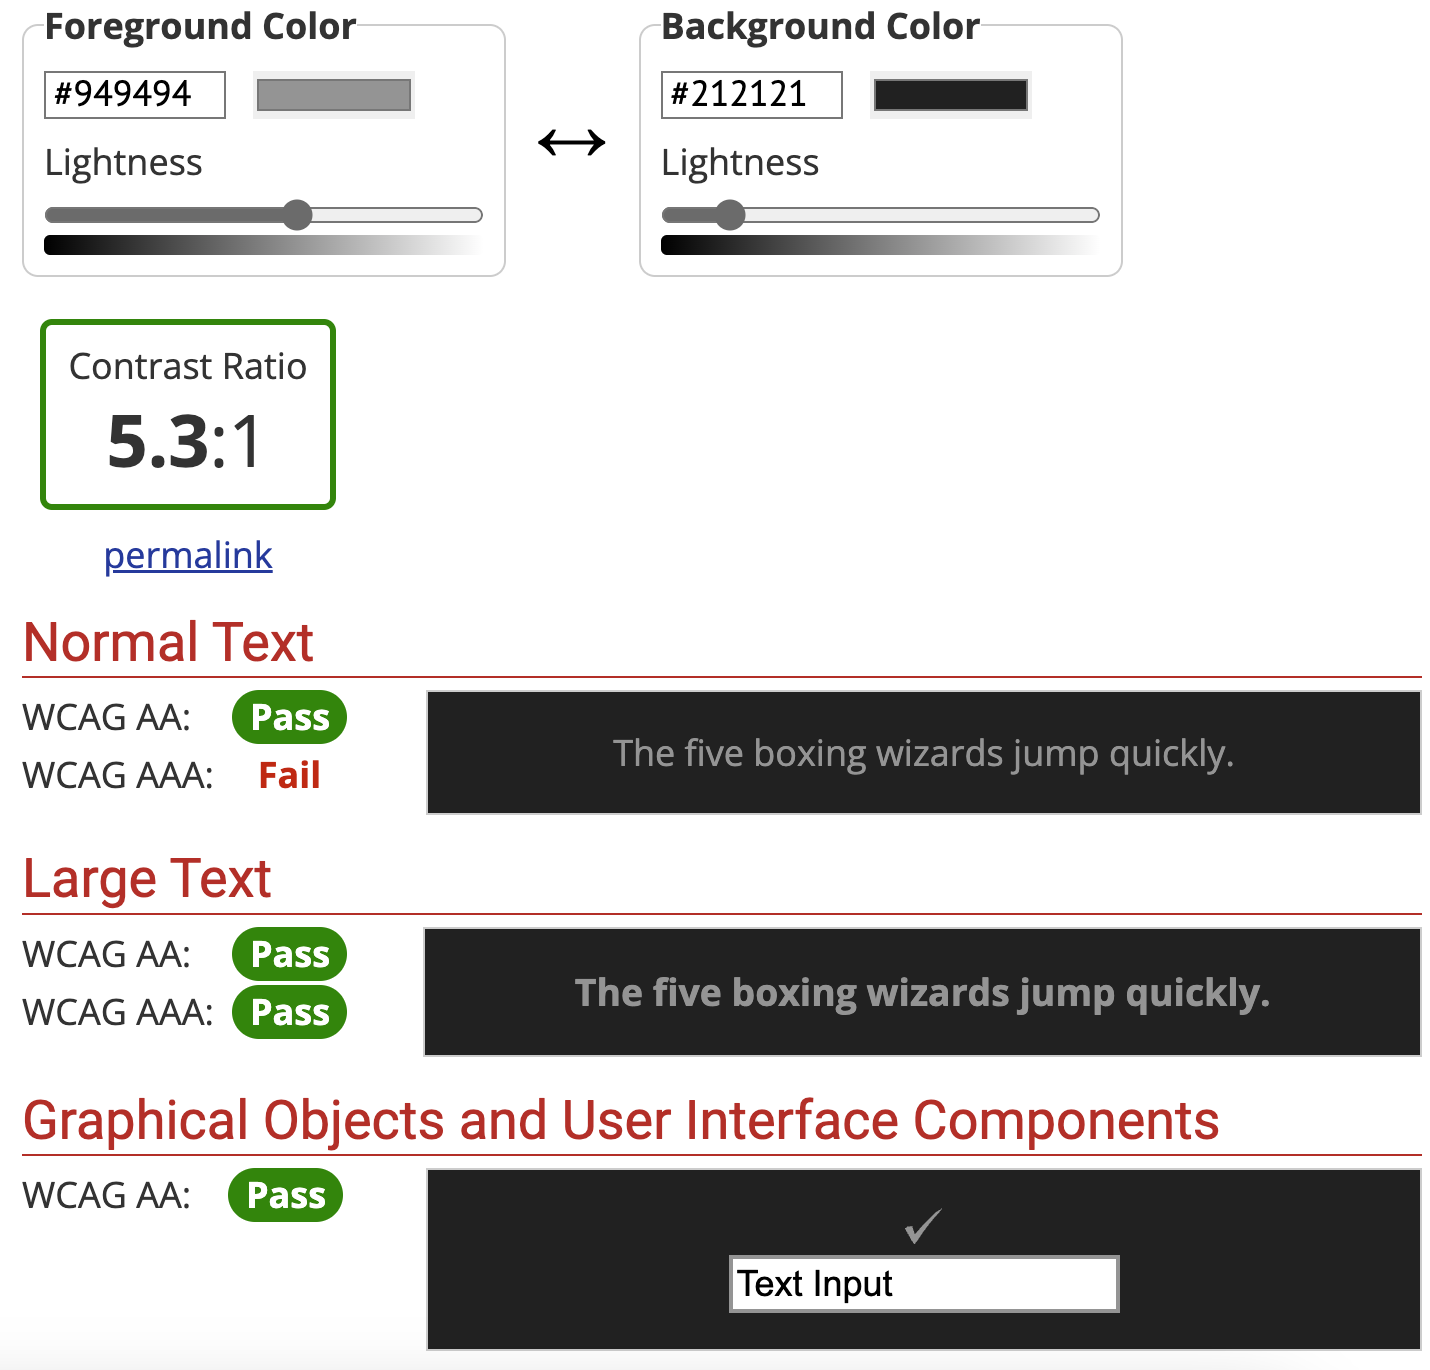 Foreground Color
#949494
Lightness
Background Color
#212121
Lightness
Contrast Ratio
5.3:1
permalink
Normal Text
WCAG AA: Pass
WCAG AAA: Fail
The five boxing wizards jump quickly.
Large Text
WCAG AA: Pass
WCAG AAA: Pass
The five boxing wizards jump quickly.
Graphical Objects and User Interface Components
WCAG AA: Pass
✓
Text Input